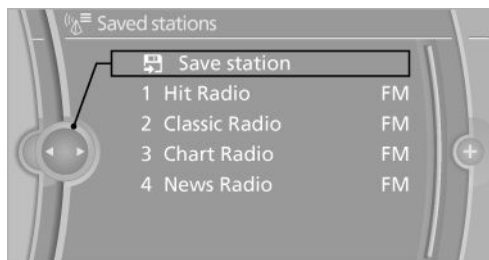 Saved stations
Save station
1 Hit Radio FM
2 Classic Radio FM
3 Chart Radio FM
4 News Radio FM